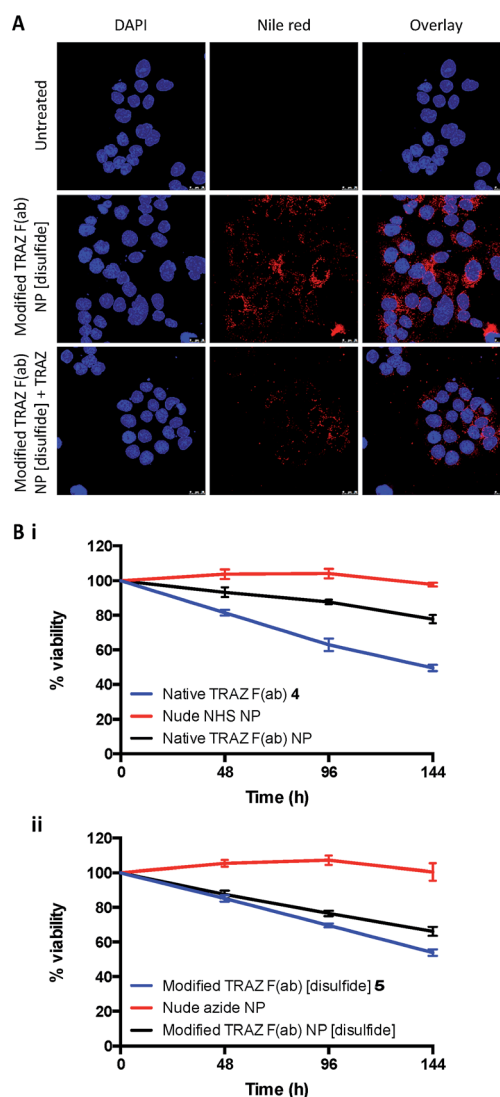 A
DAPI Nile red Overlay
Untreated
Modified TRAZ F(ab)
NP [disulfide]
Modified TRAZ F(ab)
NP [disulfide] + TRAZ
B i
120
100
80
60
40
20
0
% viability
Native TRAZ F(ab) 4
Nude NHS NP
Native TRAZ F(ab) NP
0 48 96 144
Time (h)
ii
120
100
80
60
40
20
0
% viability
Modified TRAZ F(ab) [disulfide] 5
Nude azide NP
Modified TRAZ F(ab) NP [disulfide]
0 48 96 144
Time (h)